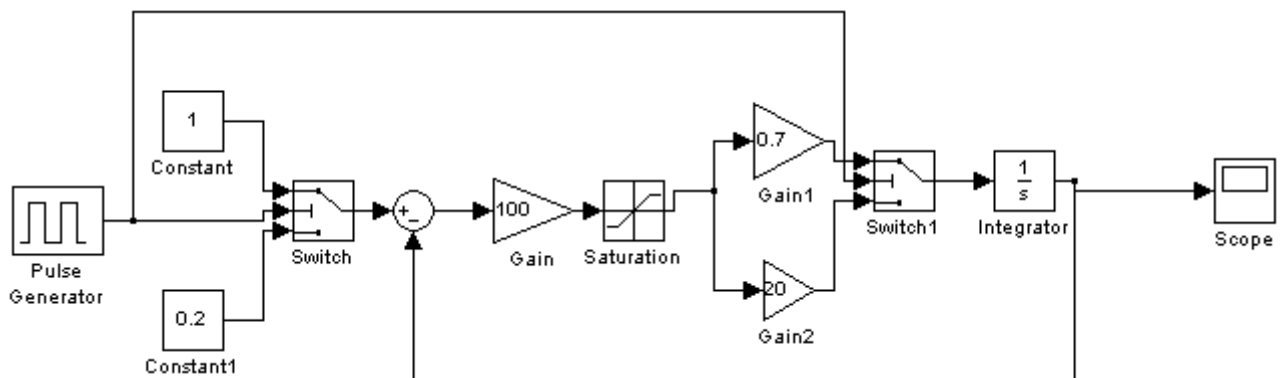 1
Constant
Pulse
Generator
0.2
Constant1
Switch
+
−
100
Gain
Saturation
0.7
Gain1
20
Gain2
Switch1
1
s
Integrator
Scope